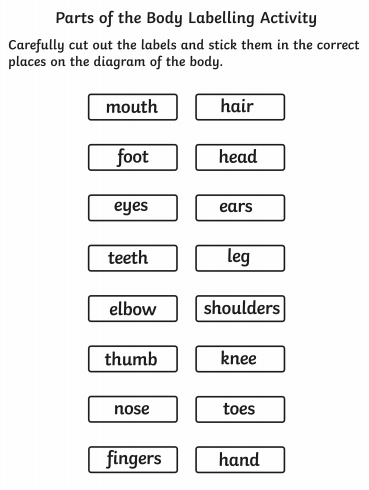 Parts of the Body Labelling Activity
Carefully cut out the labels and stick them in the correct
places on the diagram of the body.
mouth hair
foot head
eyes ears
teeth leg
elbow shoulders
thumb knee
nose toes
fingers hand